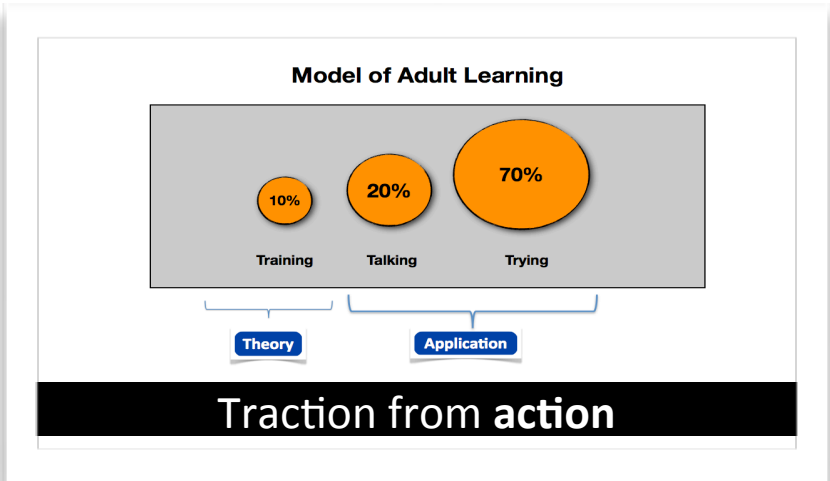 Model of Adult Learning
10% 20% 70%
Training Talking Trying
Theory Application
Traction from action